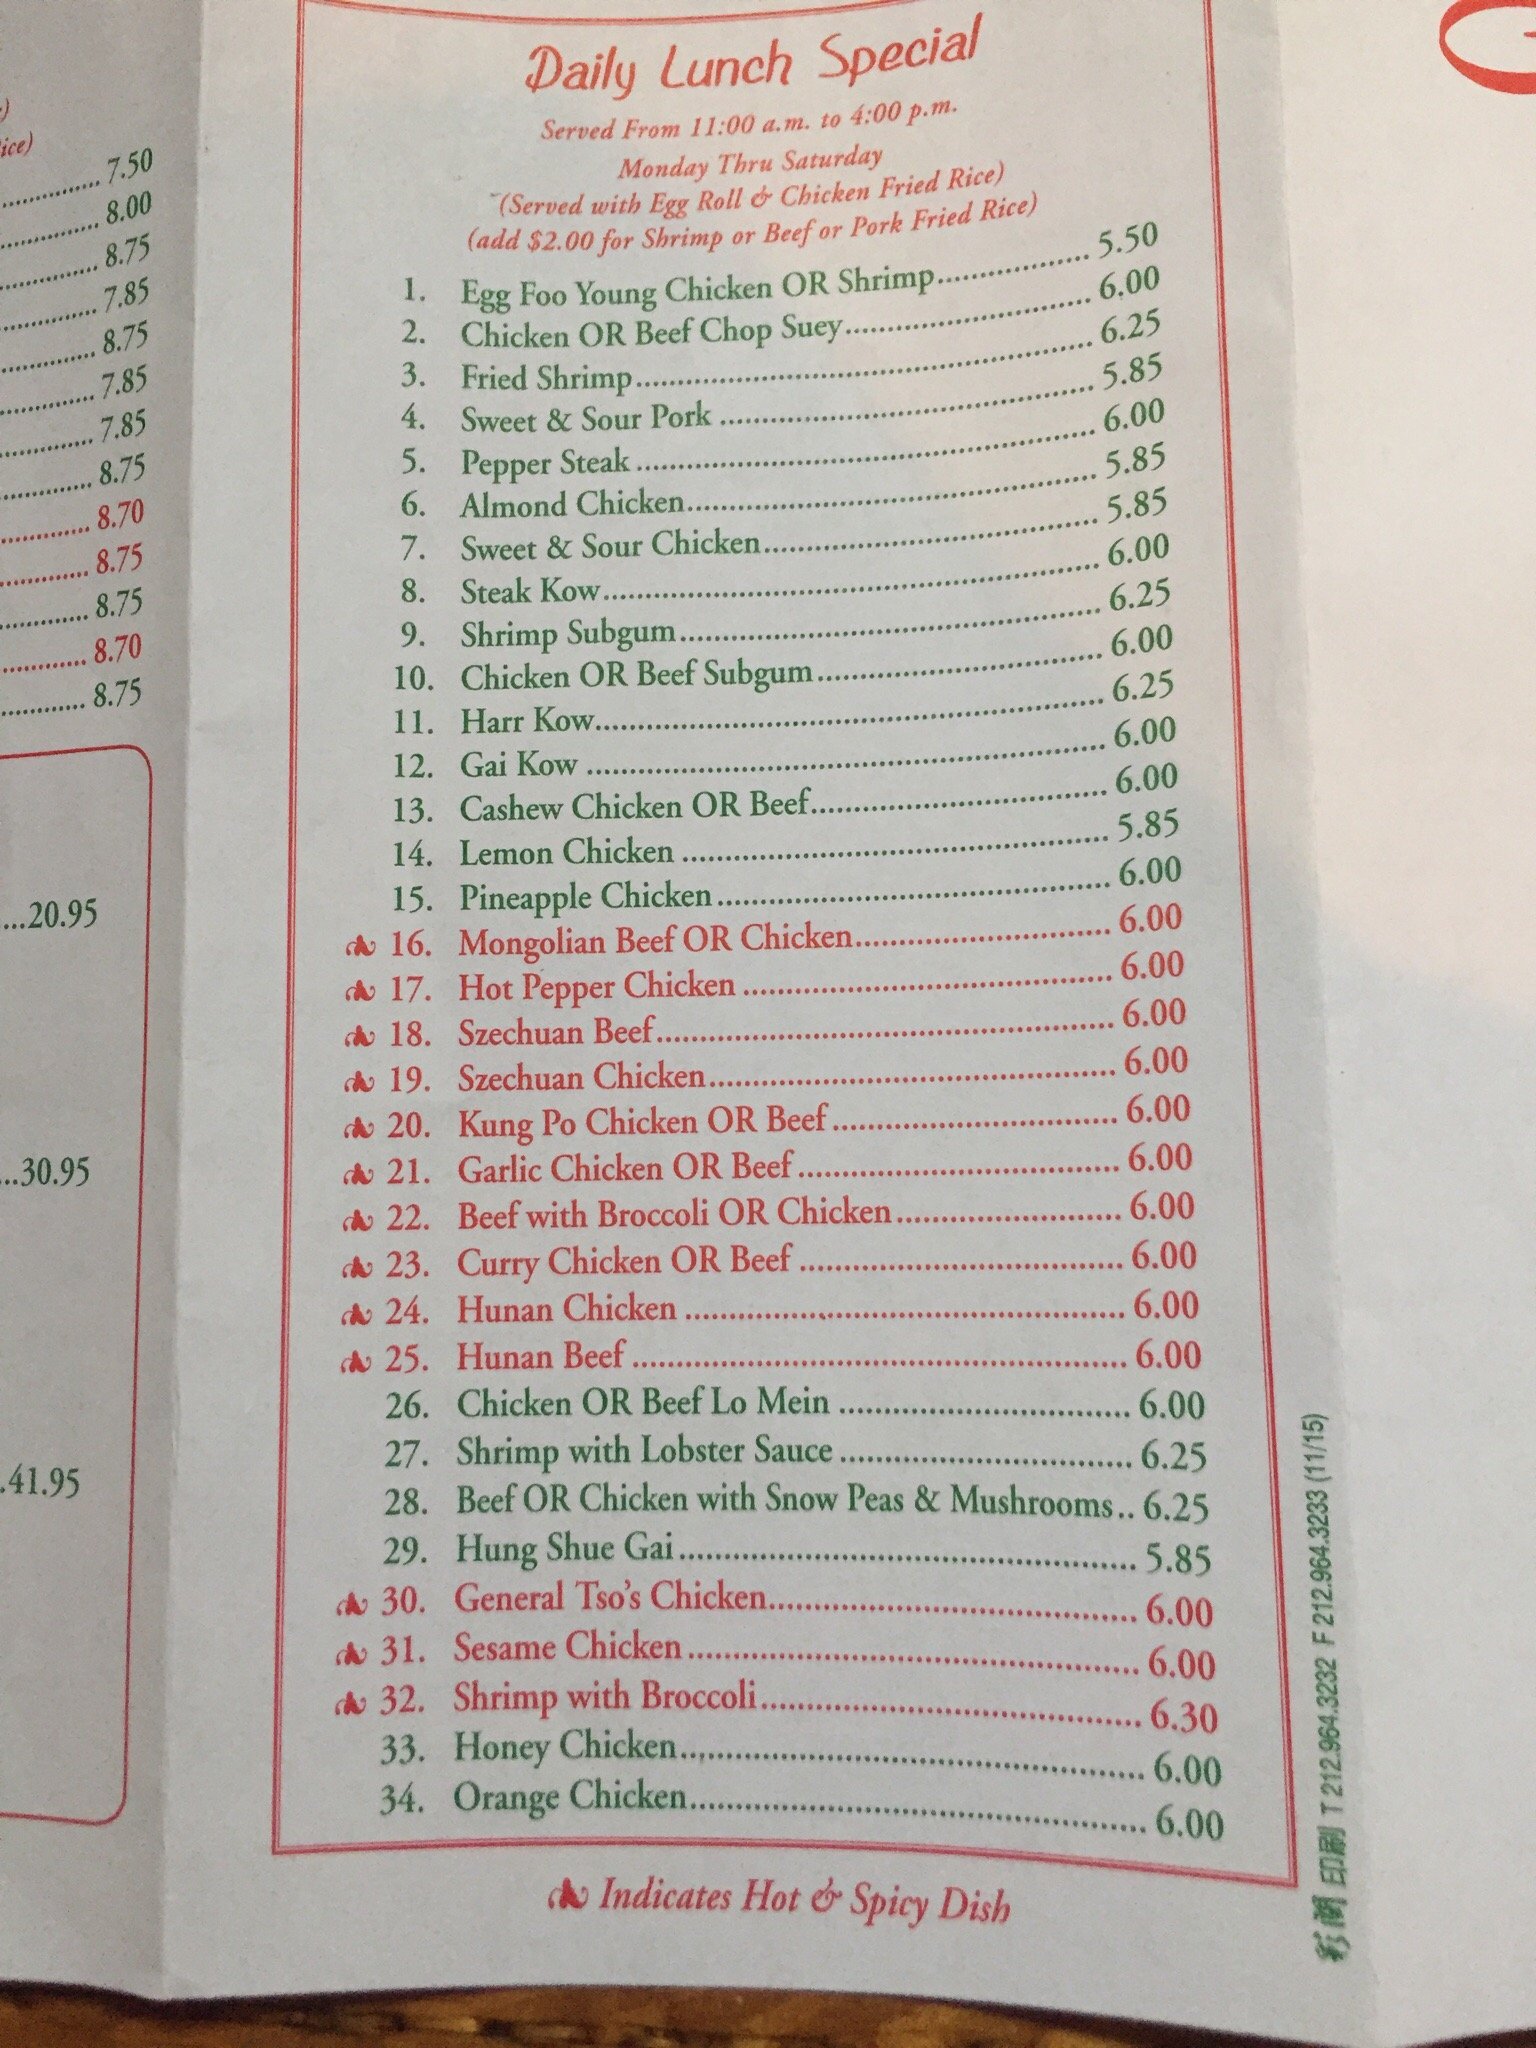 ice)
7.50
8.00
8.75
7.85
8.75
7.85
7.85
8.75
8.70
8.75
8.75
8.70
8.75
...20.95
...30.95
.41.95
Daily Lunch Special
Served From 11:00 a.m. to 4:00 p.m.
Monday Thru Saturday
(Served with Egg Roll & Chicken Fried Rice)
(add $2.00 for Shrimp or Beef or Pork Fried Rice)
1. Egg Foo Young Chicken OR Shrimp 5.50
2. Chicken OR Beef Chop Suey 6.00
3. Fried Shrimp 6.25
4. Sweet & Sour Pork 5.85
5. Pepper Steak 6.00
6. Almond Chicken 5.85
7. Sweet & Sour Chicken 5.85
8. Steak Kow 6.00
9. Shrimp Subgum 6.25
10. Chicken OR Beef Subgum 6.00
11. Harr Kow 6.25
12. Gai Kow 6.00
13. Cashew Chicken OR Beef 6.00
14. Lemon Chicken 5.85
15. Pineapple Chicken 6.00
16. Mongolian Beef OR Chicken 6.00
17. Hot Pepper Chicken 6.00
18. Szechuan Beef 6.00
19. Szechuan Chicken 6.00
20. Kung Po Chicken OR Beef 6.00
21. Garlic Chicken OR Beef 6.00
22. Beef with Broccoli OR Chicken 6.00
23. Curry Chicken OR Beef 6.00
24. Hunan Chicken 6.00
25. Hunan Beef 6.00
26. Chicken OR Beef Lo Mein 6.00
27. Shrimp with Lobster Sauce 6.25
28. Beef OR Chicken with Snow Peas & Mushrooms 6.25
29. Hung Shue Gai 5.85
30. General Tso's Chicken 6.00
31. Sesame Chicken 6.00
32. Shrimp with Broccoli 6.30
33. Honey Chicken 6.00
34. Orange Chicken 6.00
Indicates Hot & Spicy Dish
印刷 T 212.964.3232 F 212.964.3233 (11/15)